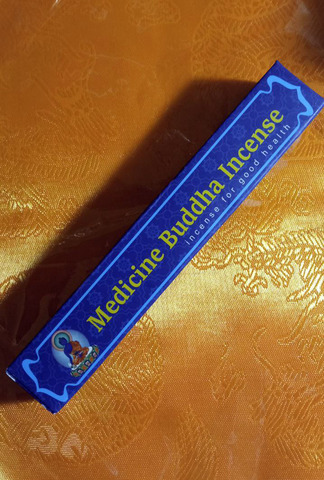 Medicine Buddha Incense
incense for good health